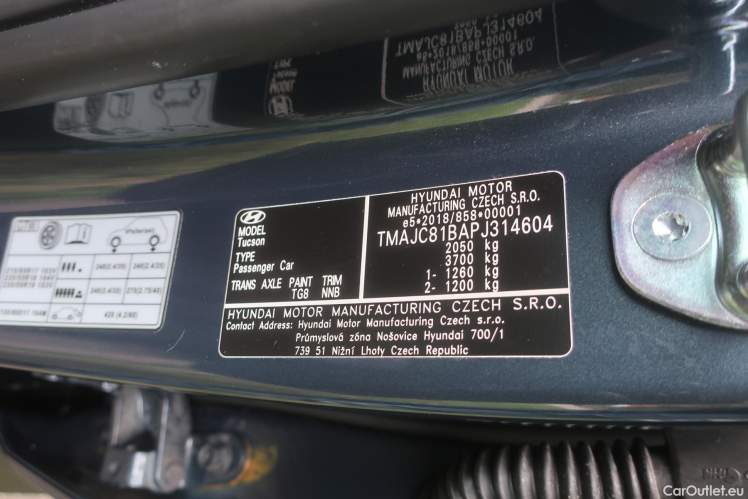 HYUNDAI MOTOR
MANUFACTURING CZECH S.R.O.
e5*2018/858*00001
TMAJC81BAPJ314604
MODEL
Tucson
TYPE
Passenger Car
TRANS AXLE PAINT TRIM
TG8 NNB
2050 kg
3700 kg
1- 1260 kg
2- 1200 kg
HYUNDAI MOTOR MANUFACTURING CZECH S.R.O.
Contact Address: Hyundai Motor Manufacturing Czech s.r.o.
Průmyslová zóna Nošovice Hyundai 700/1
739 51 Nižní Lhoty Czech Republic
CarOutlet.eu